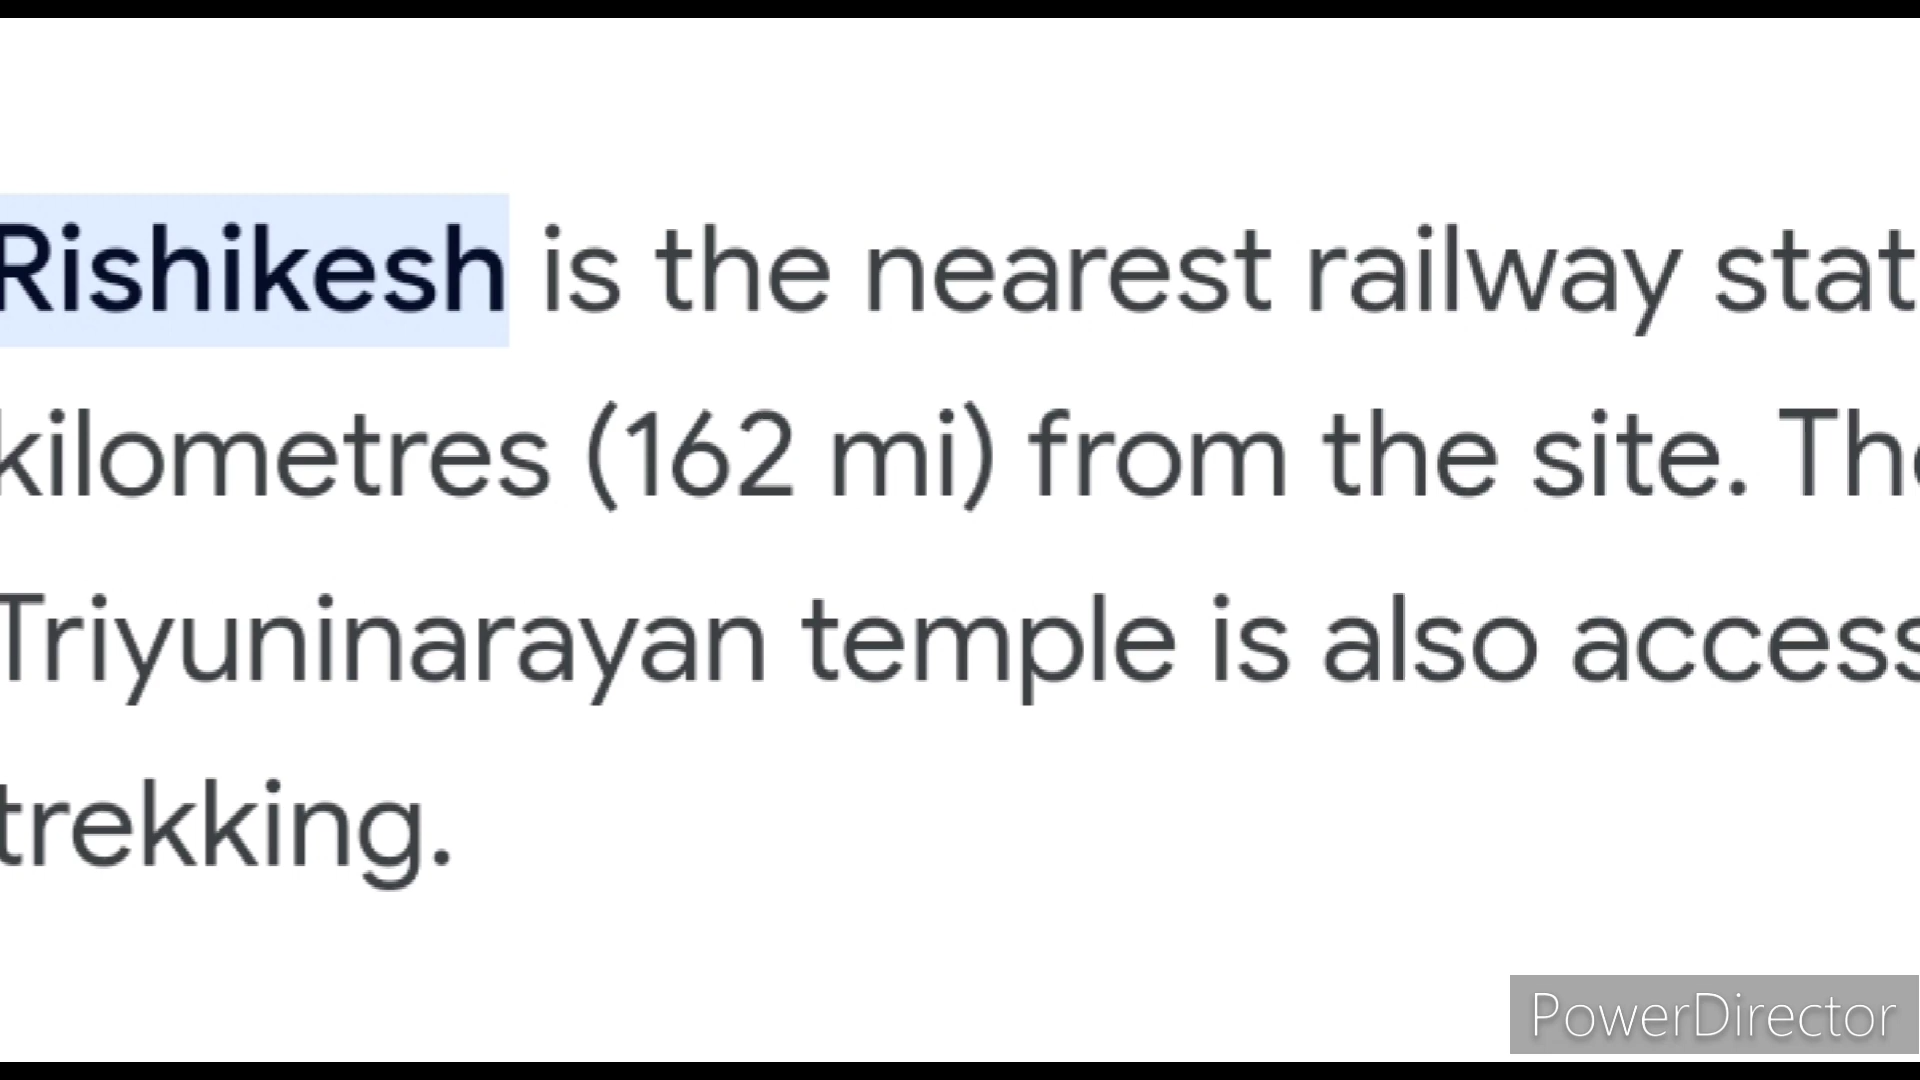 Rishikesh is the nearest railway stat
kilometres (162 mi) from the site. The
Triyuninarayan temple is also access
trekking.
PowerDirector